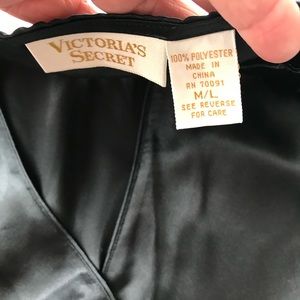 VICTORIA'S
SECRET
100% POLYESTER
MADE IN
CHINA
RN 70091
M/L
SEE REVERSE
FOR CARE